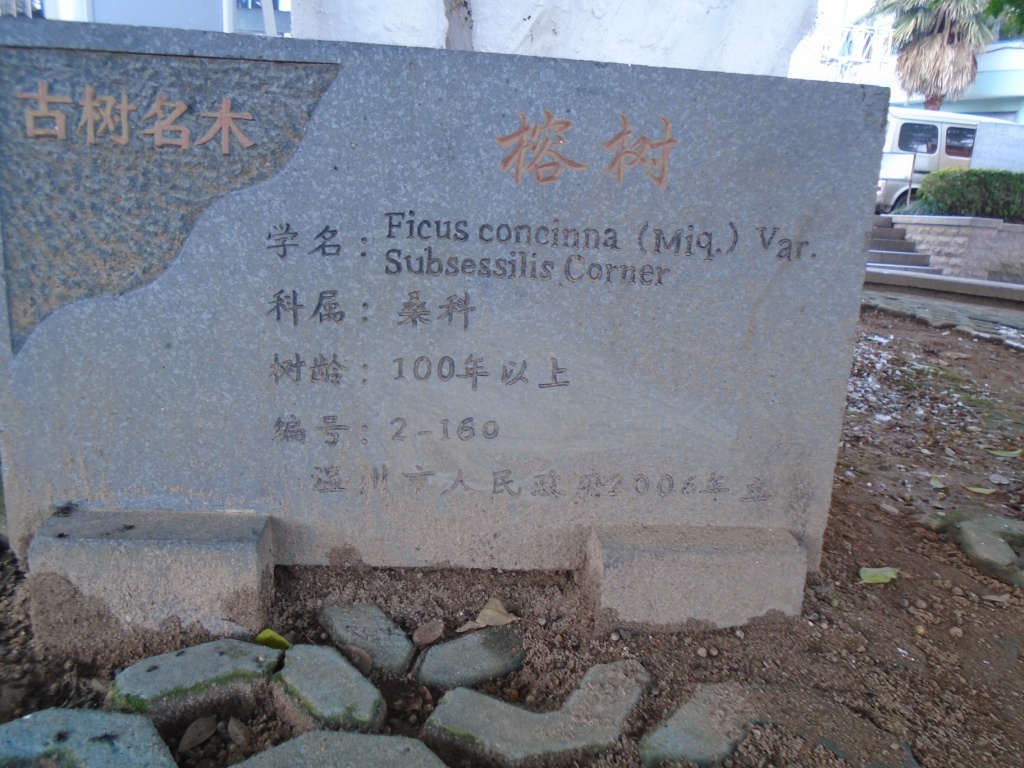 古树名木
榕树
学名：Ficus concinna (Miq.) Var.
Subsessilis Corner
科属：桑科
树龄：100年以上
编号：2-160
温州市人民政府2006年立